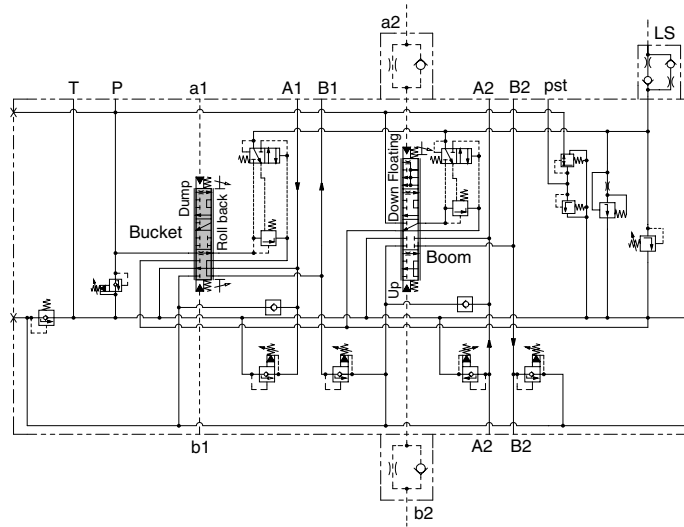 a2
LS
T P a1 A1 B1 A2 B2 pst
Dump
Roll back
Bucket
Down Floating
Up
Boom
b1 A2 B2
b2